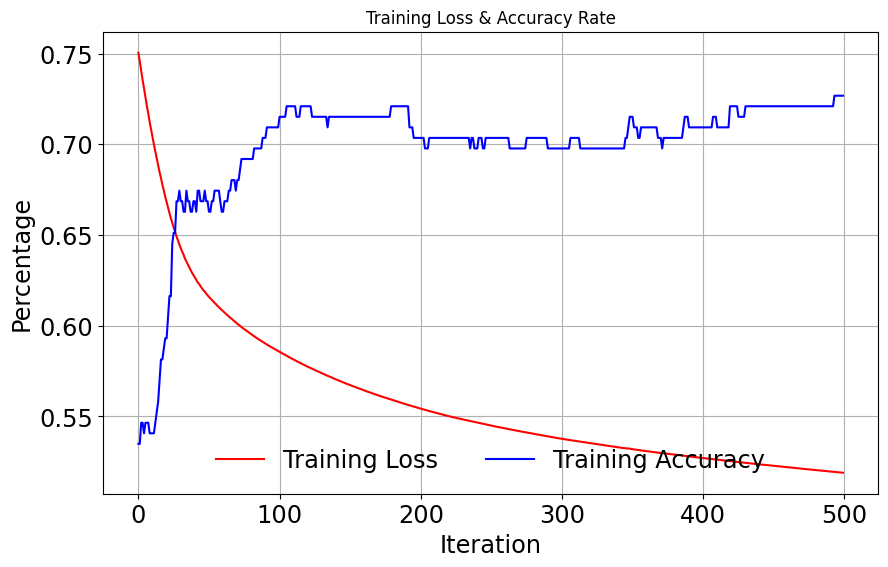 Training Loss & Accuracy Rate
0.75
0.70
0.65
0.60
0.55
Percentage
Training Loss
Training Accuracy
0 100 200 300 400 500
Iteration